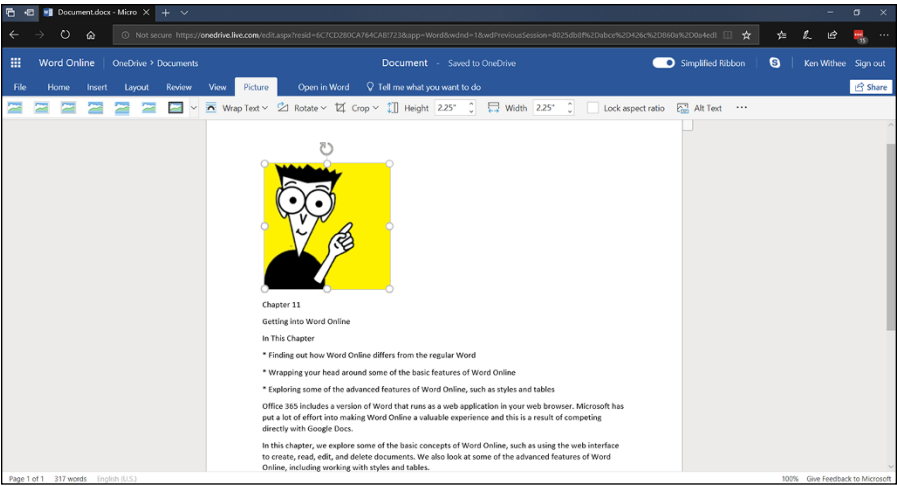 Document.docx - Micro
Not secure https://onedrive.live.com/edit.aspx?resid=6C7CD280CA764CAB!723&app=Word&wdnd=1&wdPreviousSession=8025db8f%2Dabce%2D426c%2D860a%2D0a4edl
15
Word Online OneDrive > Documents Document - Saved to OneDrive Simplified Ribbon Ken Withee Sign out
File Home Insert Layout Review View Picture Open in Word Tell me what you want to do Share
Wrap Text Rotate Crop Height 2.25" Width 2.25" Lock aspect ratio Alt Text
Chapter 11
Getting into Word Online
In This Chapter
* Finding out how Word Online differs from the regular Word
* Wrapping your head around some of the basic features of Word Online
* Exploring some of the advanced features of Word Online, such as styles and tables
Office 365 includes a version of Word that runs as a web application in your web browser. Microsoft has
put a lot of effort into making Word Online a valuable experience and this is a result of competing
directly with Google Docs.
In this chapter, we explore some of the basic concepts of Word Online, such as using the web interface
to create, read, edit, and delete documents. We also look at some of the advanced features of Word
Online, including working with styles and tables.
Page 1 of 1 317 words English (U.S.) 100% Give Feedback to Microsoft